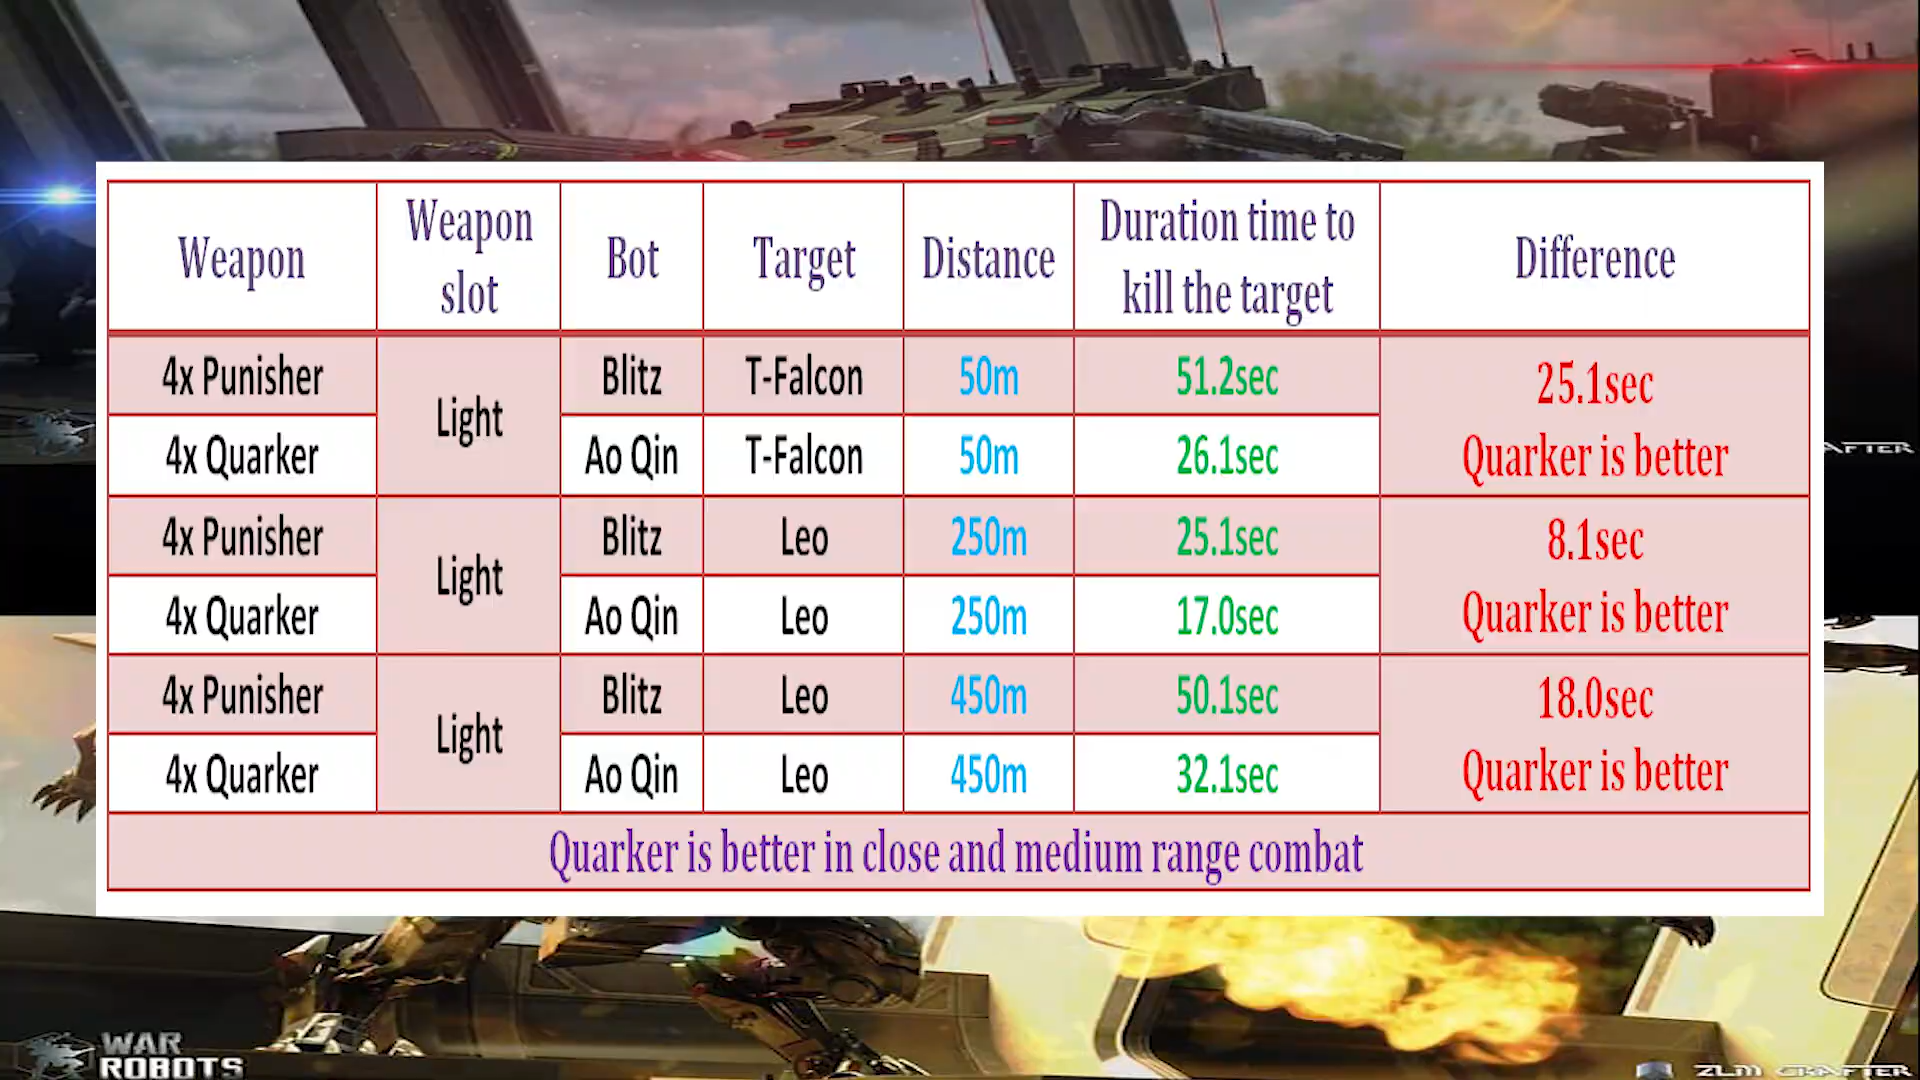 Weapon
Weapon slot
Bot
Target
Distance
Duration time to kill the target
Difference
4x Punisher
Light
Blitz
T-Falcon
50m
51.2sec
25.1sec
Quarker is better
4x Quarker
Ao Qin
T-Falcon
50m
26.1sec
4x Punisher
Light
Blitz
Leo
250m
25.1sec
8.1sec
Quarker is better
4x Quarker
Ao Qin
Leo
250m
17.0sec
4x Punisher
Light
Blitz
Leo
450m
50.1sec
18.0sec
Quarker is better
4x Quarker
Ao Qin
Leo
450m
32.1sec
Quarker is better in close and medium range combat
WAR
ROBOTS
ZLM CRAFTER